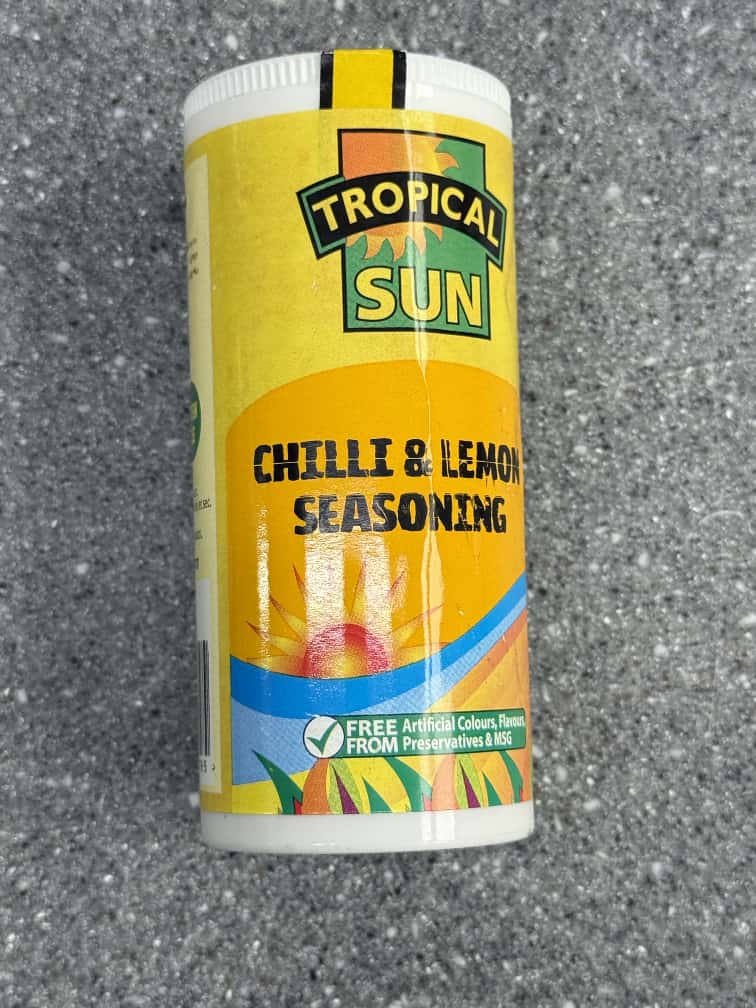 TROPICAL
SUN
CHILLI & LEMON
SEASONING
FREE
FROM
Artificial Colours, Flavours,
Preservatives & MSG